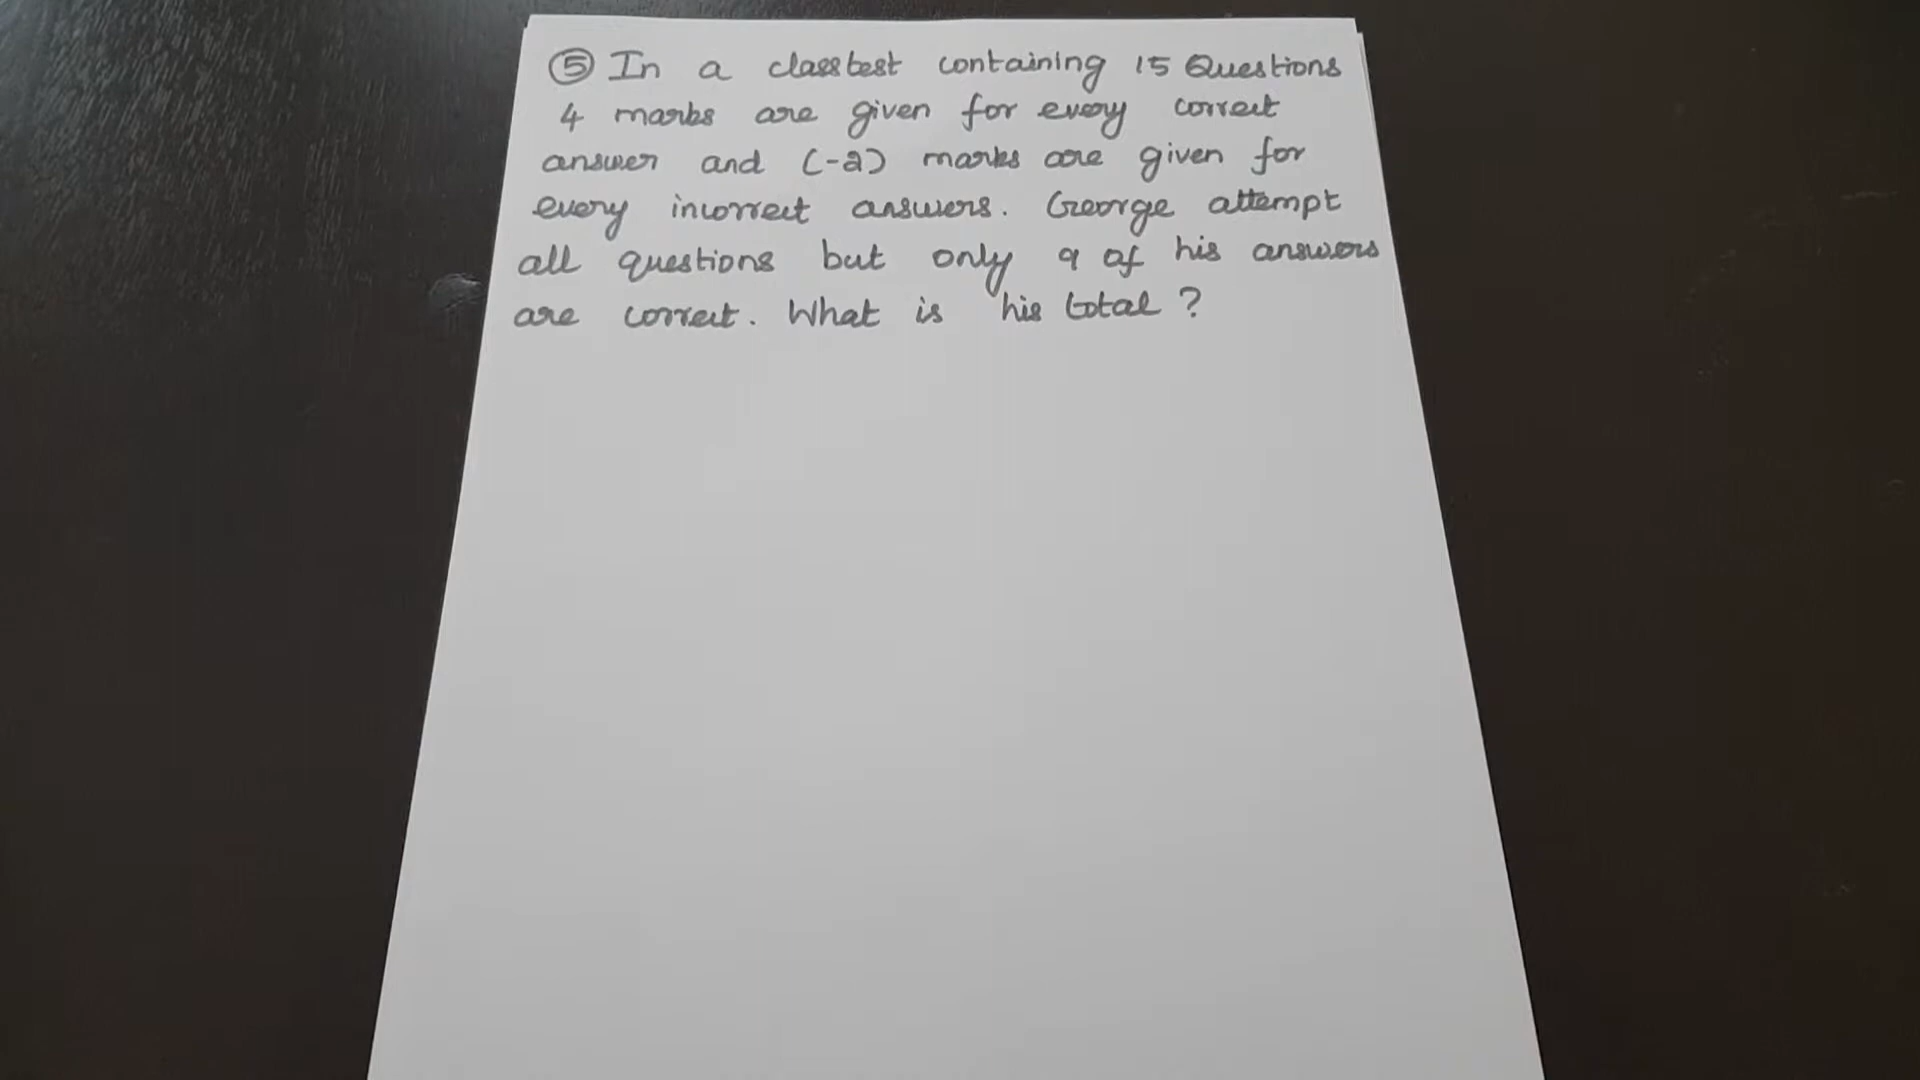 ⑤ In a classtest containing 15 Questions
4 marks are given for every correct
answer and (-2) marks are given for
every incorrect answers. George attempt
all questions but only 9 of his answers
are correct. What is his total ?